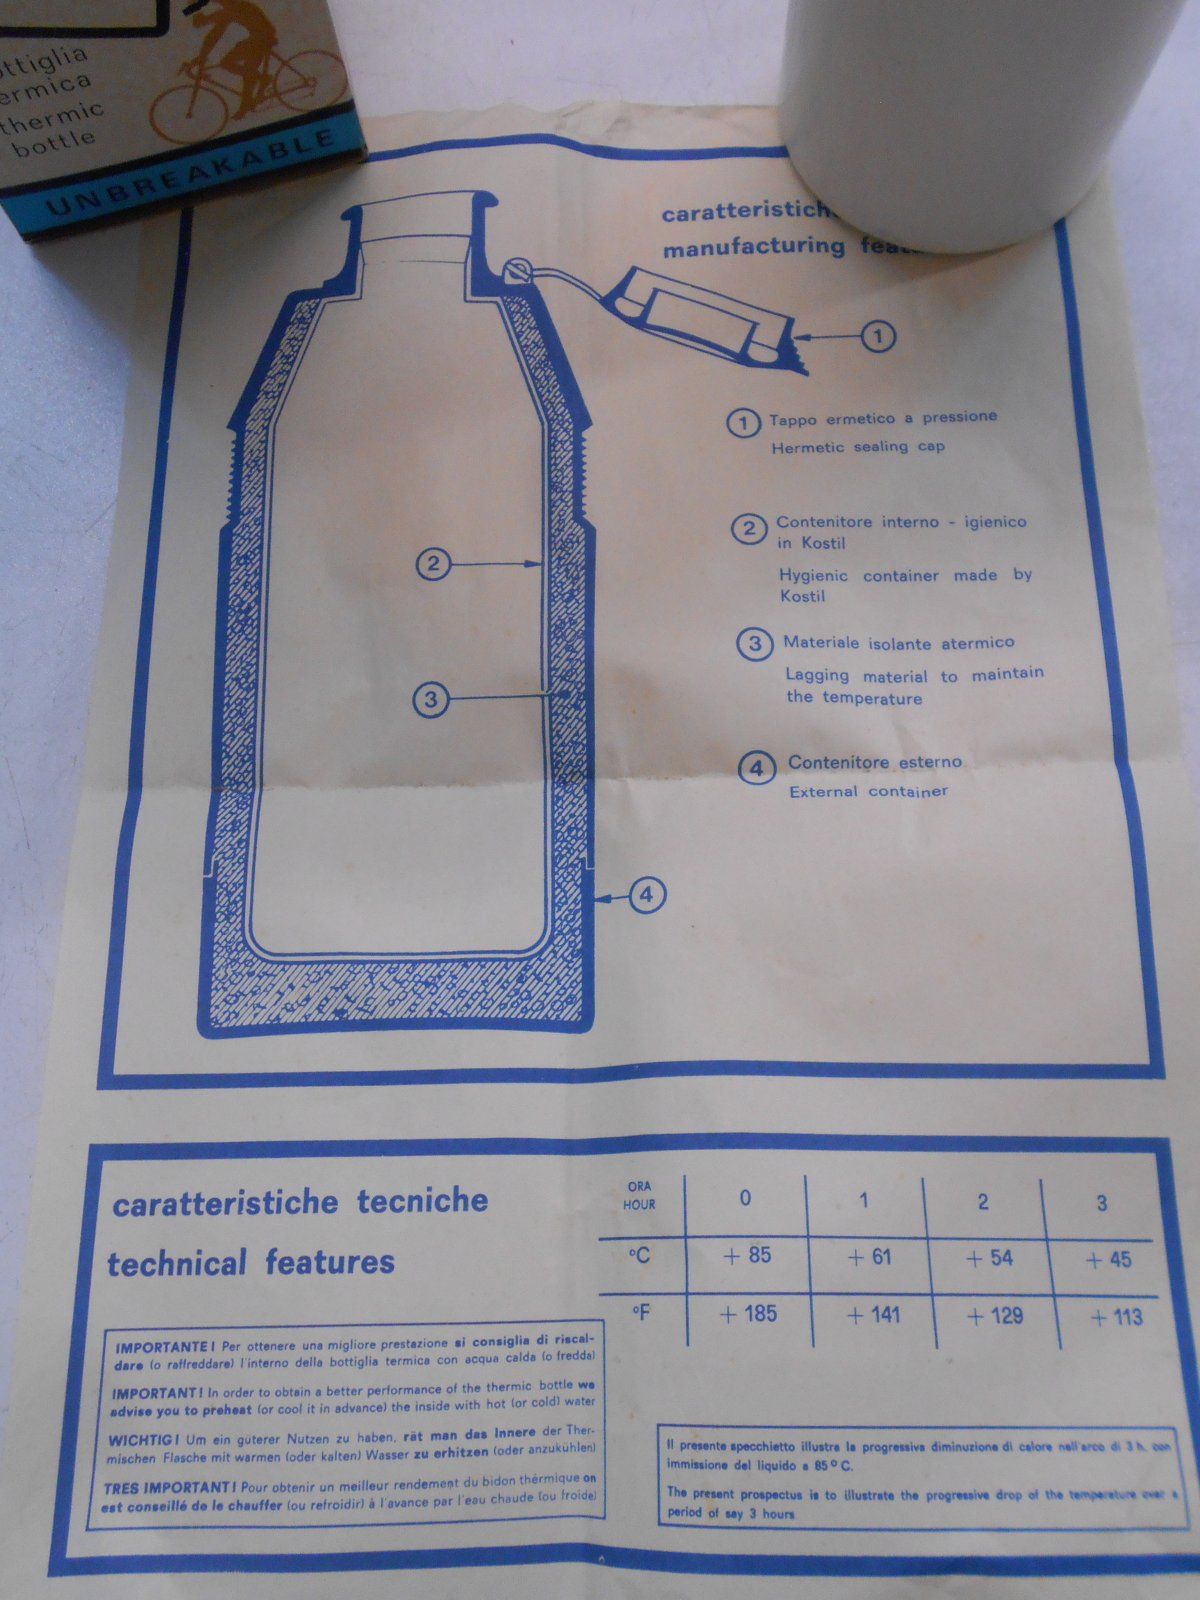 thermic
bottle
UNBREAKABLE
manufacturing
1
1 Tappo ermetico a pressione
Hermetic sealing cap
2 Contenitore interno - igienico
in Kostil
Hygienic container made by
Kostil
2
3 Materiale isolante atermico
Lagging material to maintain
the temperature
3
4 Contenitore esterno
External container
4
caratteristiche tecniche
technical features
ORA
HOUR 0 1 2 3
°C + 85 + 61 + 54 + 45
°F + 185 + 141 + 129 + 113
IMPORTANTE! Per ottenere una migliore prestazione si consiglia di riscal-
dare (o raffreddare) l'interno della bottiglia termica con acqua calda (o fredda)
IMPORTANT! In order to obtain a better performance of the thermic bottle we
advise you to preheat (or cool it in advance) the inside with hot (or cold) water
WICHTIG! Um ein guterer Nutzen zu haben, rät man das Innere der Ther-
mischen Flasche mit warmen (oder kalten) Wasser zu erhitzen (oder anzukühlen)
TRES IMPORTANT! Pour obtenir un meilleur rendement du bidon thérmique on
est conseillé de le chauffer (ou refroidir) à l'avance par l'eau chaude (ou froide)
Il presente specchietto illustra la progressiva diminuzione di calore nell'arco di 3 h. con
immissione del liquido a 85° C.
The present prospectus is to illustrate the progressive drop of the temperature over a
period of say 3 hours